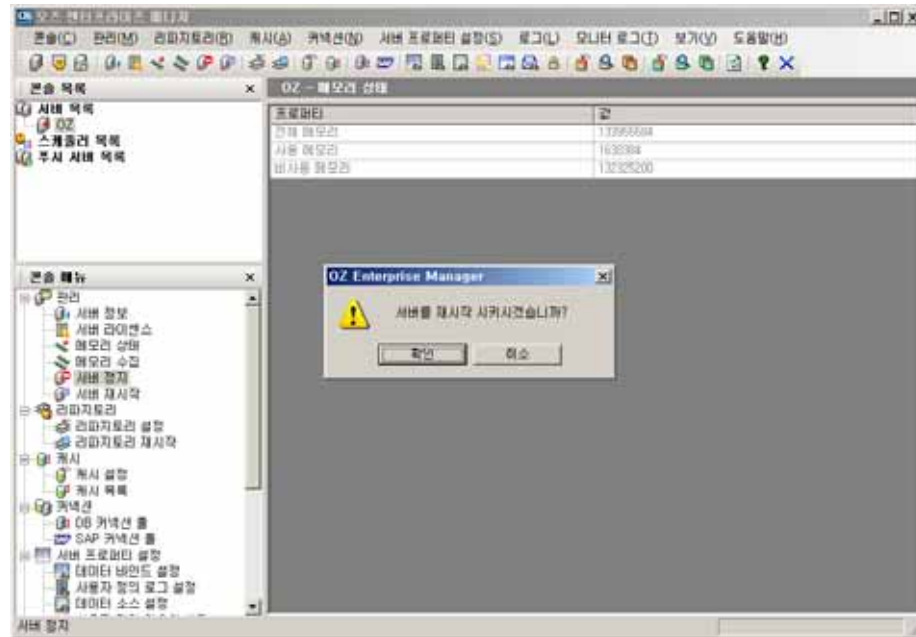 오즈 엔터프라이즈 매니저
콘솔(C) 관리(M) 리파지토리(R) 캐시(A) 커넥션(N) 서버 프로퍼티 설정(S) 로그(L) 모니터 로그(T) 보기(V) 도움말(H)
콘솔 목록
OZ - 메모리 상태
서버 목록
OZ
스케줄러 목록
푸시 서버 목록
프로퍼티 값
전체 메모리
사용 메모리
비사용 메모리 132325200
콘솔 메뉴
관리
서버 정보
서버 라이센스
메모리 상태
메모리 수집
서버 정지
서버 재시작
리파지토리
리파지토리 설정
리파지토리 재시작
캐시
캐시 설정
캐시 목록
커넥션
DB 커넥션 풀
SAP 커넥션 풀
서버 프로퍼티 설정
데이터 바인드 설정
사용자 정의 로그 설정
데이터 소스 설정
OZ Enterprise Manager
서버를 재시작 시키시겠습니까?
확인 취소
서버 정지